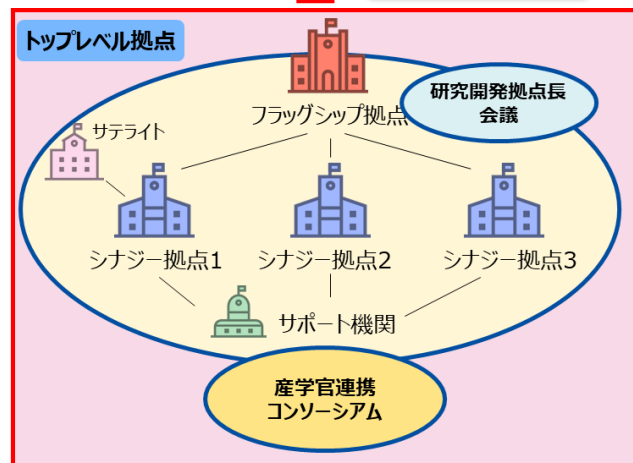 トップレベル拠点
研究開発拠点長
会議
フラッグシップ拠点
サテライト
シナジー拠点1
シナジー拠点2
シナジー拠点3
サポート機関
産学官連携
コンソーシアム